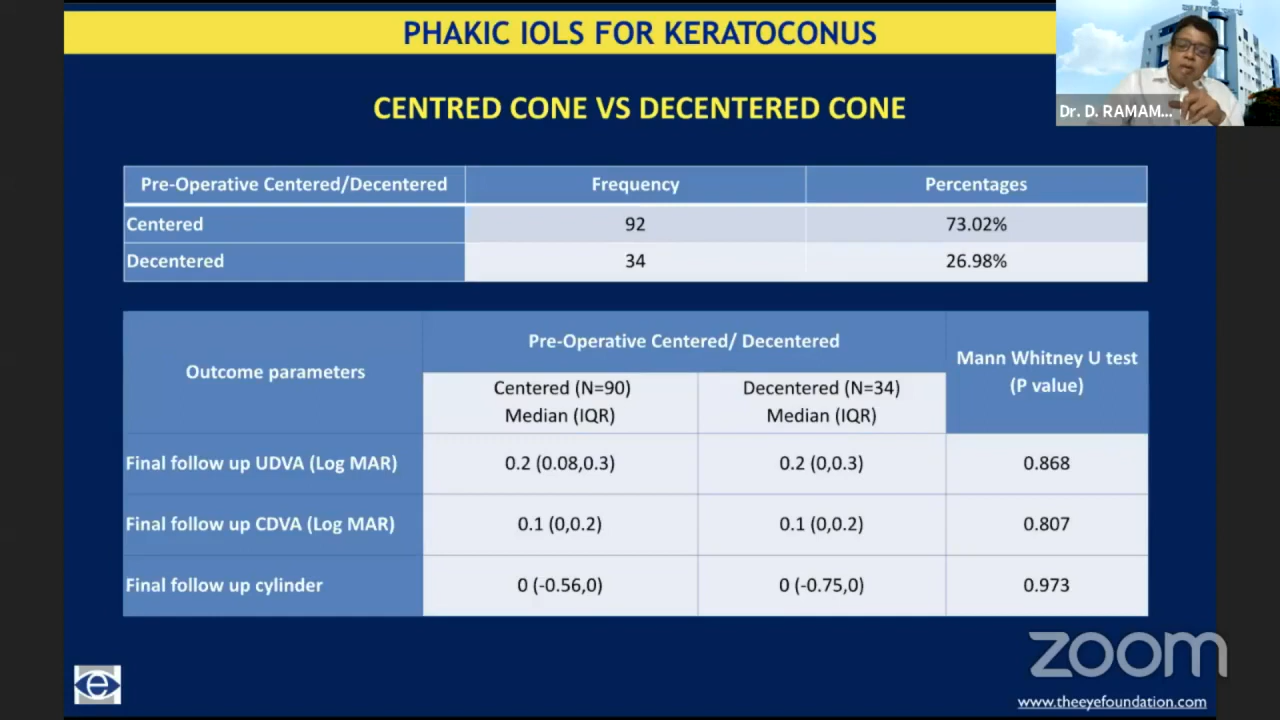 PHAKIC IOLS FOR KERATOCONUS
Dr. D. RAMAM...
CENTRED CONE VS DECENTERED CONE
Pre-Operative Centered/Decentered Frequency Percentages
Centered 92 73.02%
Decentered 34 26.98%
Outcome parameters
Pre-Operative Centered/ Decentered
Mann Whitney U test
(P value)
Centered (N=90)
Median (IQR)
Decentered (N=34)
Median (IQR)
Final follow up UDVA (Log MAR) 0.2 (0.08,0.3) 0.2 (0,0.3) 0.868
Final follow up CDVA (Log MAR) 0.1 (0,0.2) 0.1 (0,0.2) 0.807
Final follow up cylinder 0 (-0.56,0) 0 (-0.75,0) 0.973
zoom
e
www.theeyefoundation.com